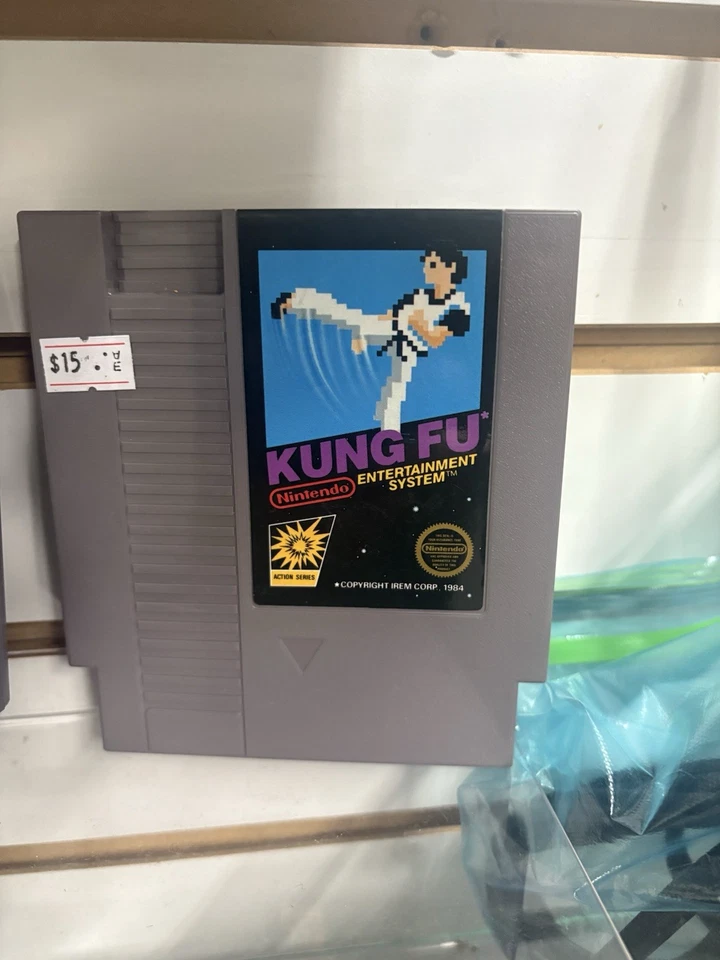 $15
KUNG FU*
Nintendo
ENTERTAINMENT
SYSTEM™
Nintendo
ACTION SERIES
★COPYRIGHT IREM CORP. 1984